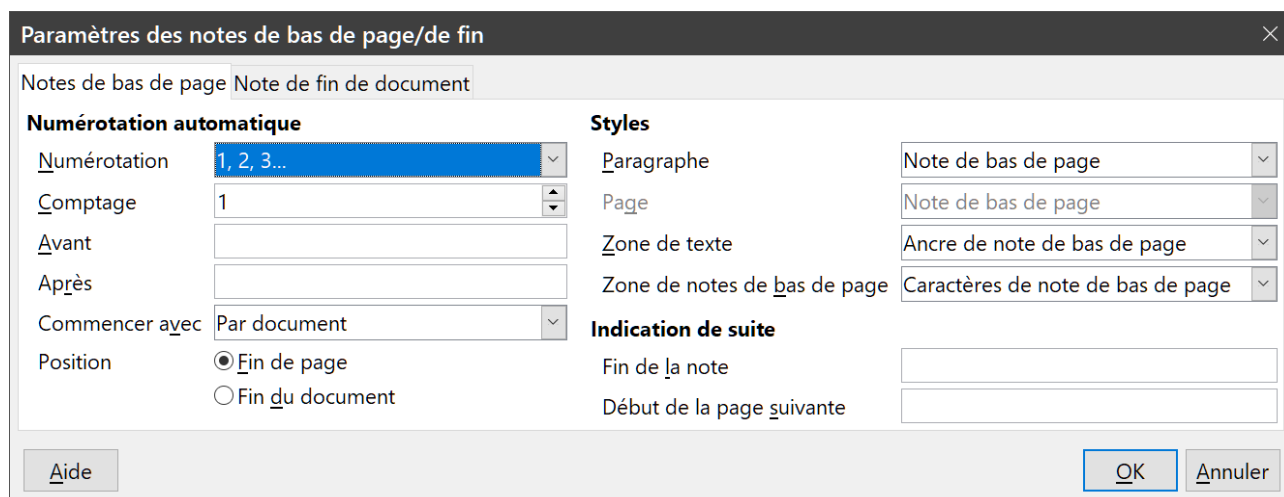 Paramètres des notes de bas de page/de fin
Notes de bas de page Note de fin de document
Numérotation automatique
Numérotation 1, 2, 3...
Comptage 1
Avant
Après
Commencer avec Par document
Position Fin de page
Fin du document
Styles
Paragraphe Note de bas de page
Page Note de bas de page
Zone de texte Ancre de note de bas de page
Zone de notes de bas de page Caractères de note de bas de page
Indication de suite
Fin de la note
Début de la page suivante
Aide OK Annuler